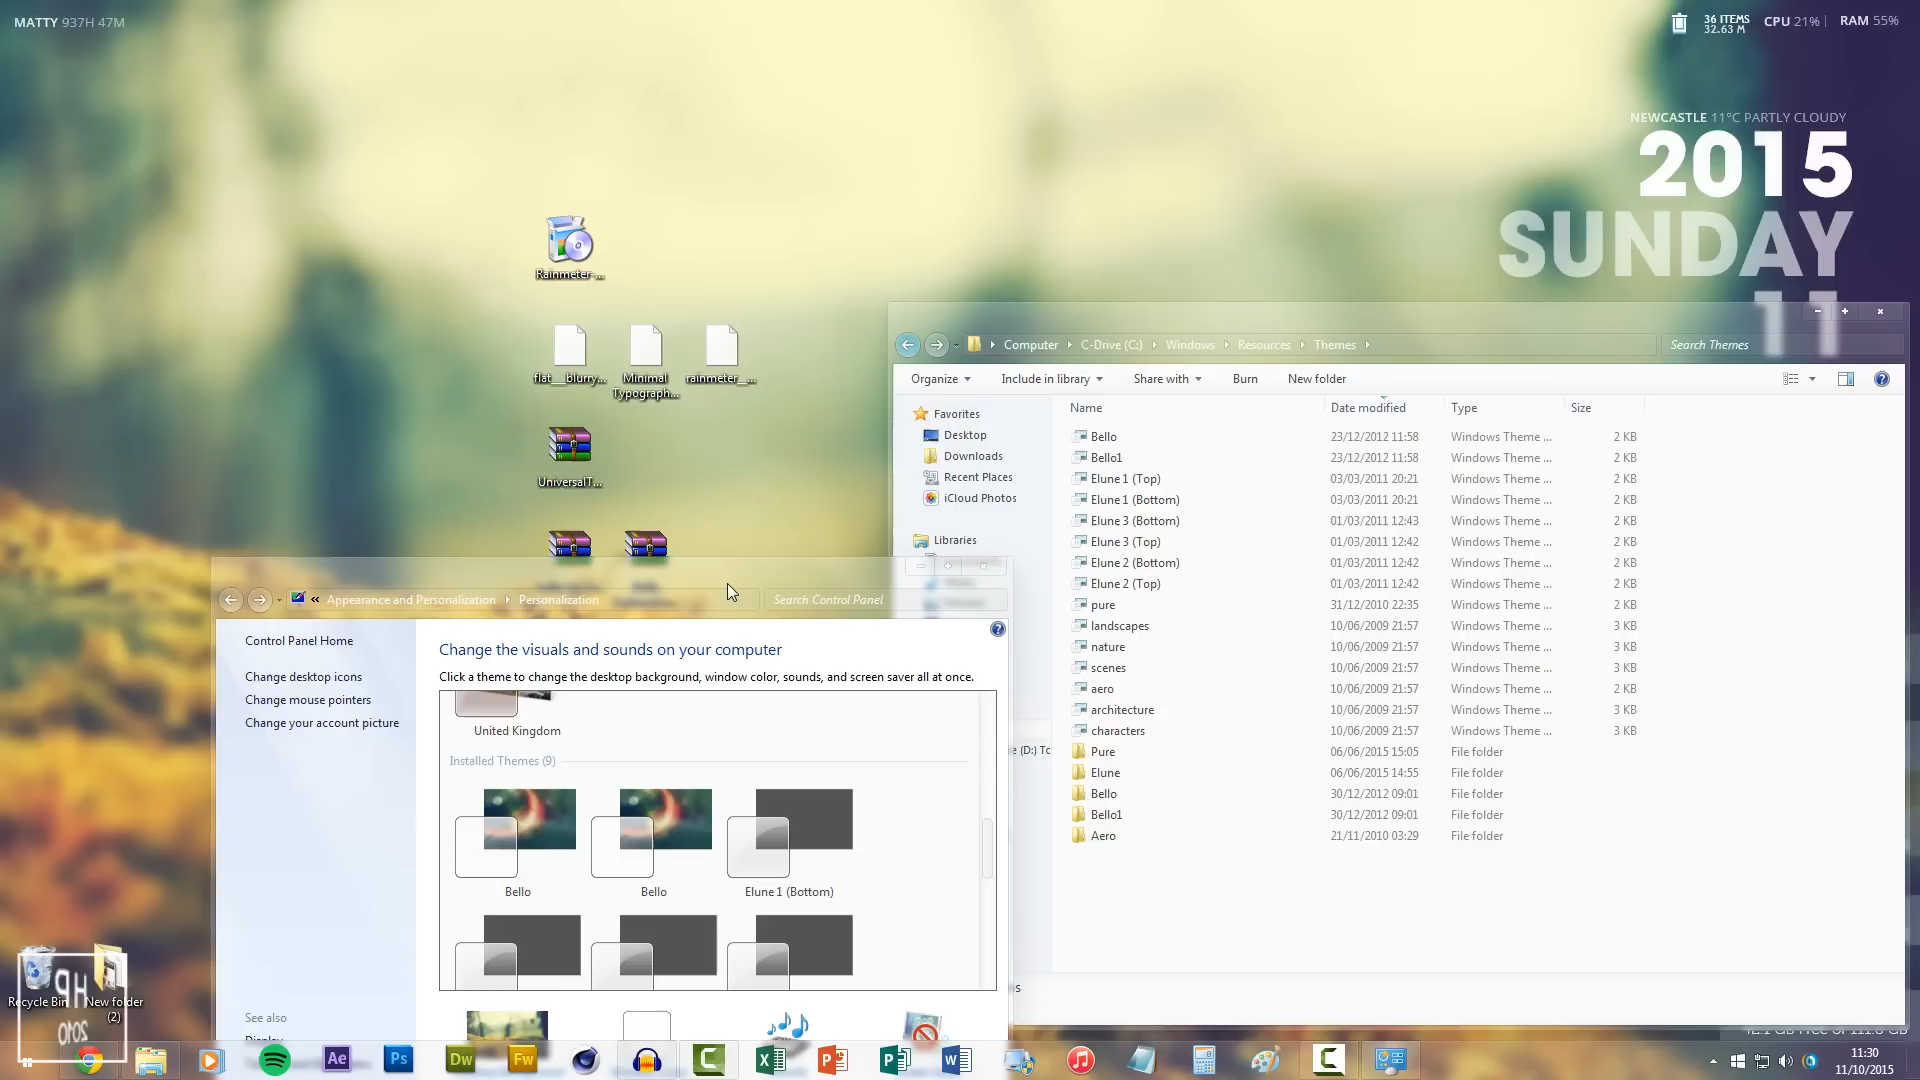 MATTY 937H 47M
36 ITEMS
32.63 M
CPU 21%
RAM 55%
NEWCASTLE 11°C PARTLY CLOUDY
2015
SUNDAY
11
Rainmeter-...
flat__blurry...
Minimal
Typograph...
rainmeter__...
UniversalT...
Computer
C-Drive (C:)
Windows
Resources
Themes
Search Themes
Organize
Include in library
Share with
Burn
New folder
Name
Date modified
Type
Size
Favorites
Desktop
Downloads
Recent Places
iCloud Photos
Libraries
Bello 23/12/2012 11:58 Windows Theme ... 2 KB
Bello1 23/12/2012 11:58 Windows Theme ... 2 KB
Elune 1 (Top) 03/03/2011 20:21 Windows Theme ... 2 KB
Elune 1 (Bottom) 03/03/2011 20:21 Windows Theme ... 2 KB
Elune 3 (Bottom) 01/03/2011 12:43 Windows Theme ... 2 KB
Elune 3 (Top) 01/03/2011 12:42 Windows Theme ... 2 KB
Elune 2 (Bottom) 01/03/2011 12:42 Windows Theme ... 2 KB
Elune 2 (Top) 01/03/2011 12:42 Windows Theme ... 2 KB
pure 31/12/2010 22:35 Windows Theme ... 2 KB
landscapes 10/06/2009 21:57 Windows Theme ... 3 KB
nature 10/06/2009 21:57 Windows Theme ... 3 KB
scenes 10/06/2009 21:57 Windows Theme ... 3 KB
aero 10/06/2009 21:57 Windows Theme ... 2 KB
architecture 10/06/2009 21:57 Windows Theme ... 3 KB
characters 10/06/2009 21:57 Windows Theme ... 3 KB
Pure 06/06/2015 15:05 File folder
Elune 06/06/2015 14:55 File folder
Bello 30/12/2012 09:01 File folder
Bello1 30/12/2012 09:01 File folder
Aero 21/11/2010 03:29 File folder
« Appearance and Personalization
Personalization
Search Control Panel
Control Panel Home
Change desktop icons
Change mouse pointers
Change your account picture
See also
Change the visuals and sounds on your computer
Click a theme to change the desktop background, window color, sounds, and screen saver all at once.
United Kingdom
Installed Themes (9)
Bello
Bello
Elune 1 (Bottom)
e (D:) To
Recycle Bin
New folder
(2)
Ae
Ps
Dw
Fw
11:30
11/10/2015